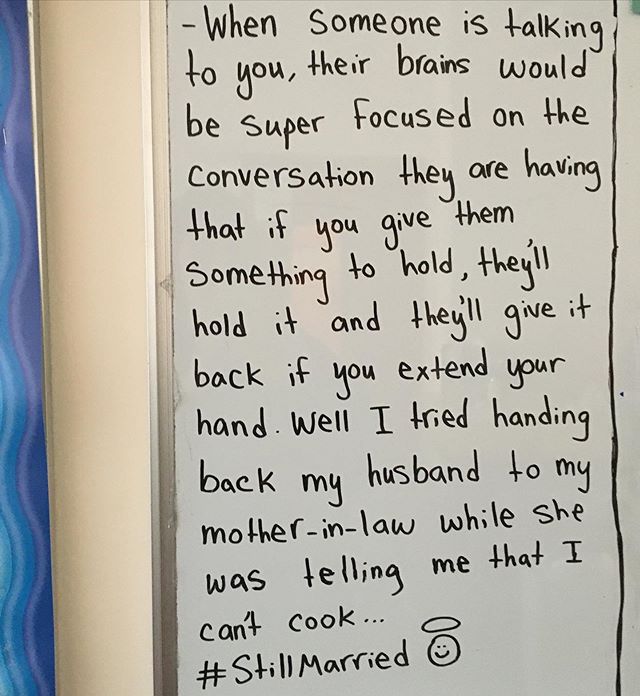 - When Someone is talking
to you, their brains would
be super focused on the
conversation they are having
that if you give them
something to hold, they'll
hold it and they'll give it
back if you extend your
hand. Well I tried handing
back my husband to my
mother-in-law while she
was telling me that I
can't cook...
#StillMarried